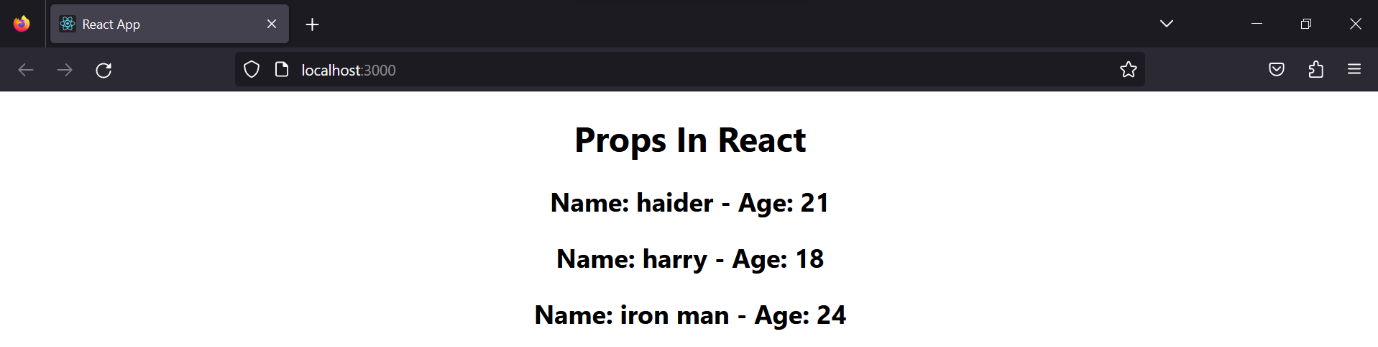 React App
localhost:3000
Props In React
Name: haider - Age: 21
Name: harry - Age: 18
Name: iron man - Age: 24